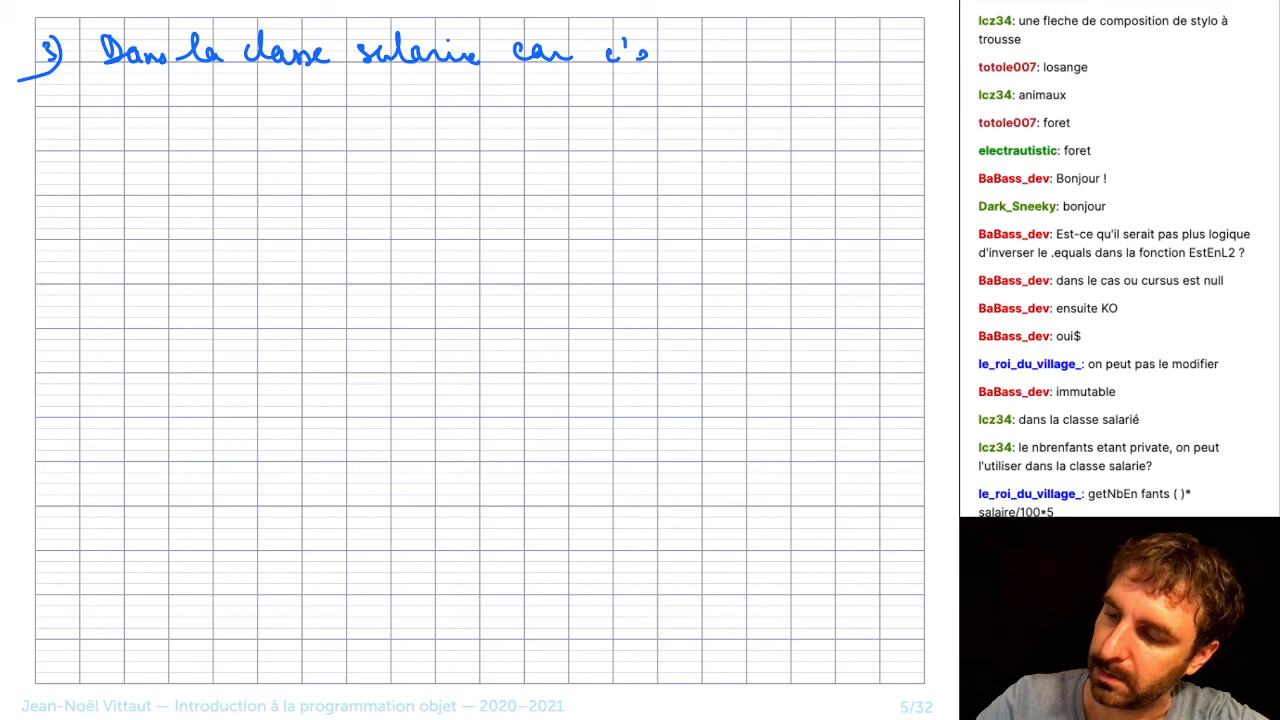 3) Dans la classe salarie car c's
lcz34: une fleche de composition de stylo à
trousse
totole007: losange
lcz34: animaux
totole007: foret
electrautistic: foret
BaBass_dev: Bonjour !
Dark_Sneeky: bonjour
BaBass_dev: Est-ce qu'il serait pas plus logique
d'inverser le .equals dans la fonction EstEnL2 ?
BaBass_dev: dans le cas ou cursus est null
BaBass_dev: ensuite KO
BaBass_dev: oui$
le_roi_du_village_: on peut pas le modifier
BaBass_dev: immutable
lcz34: dans la classe salarié
lcz34: le nbrenfants etant private, on peut
l'utiliser dans la classe salarie?
le_roi_du_village_: getNbEn fants ( )*
salaire/100*5
Jean-Noël Vittaut — Introduction à la programmation objet — 2020–2021
5/32